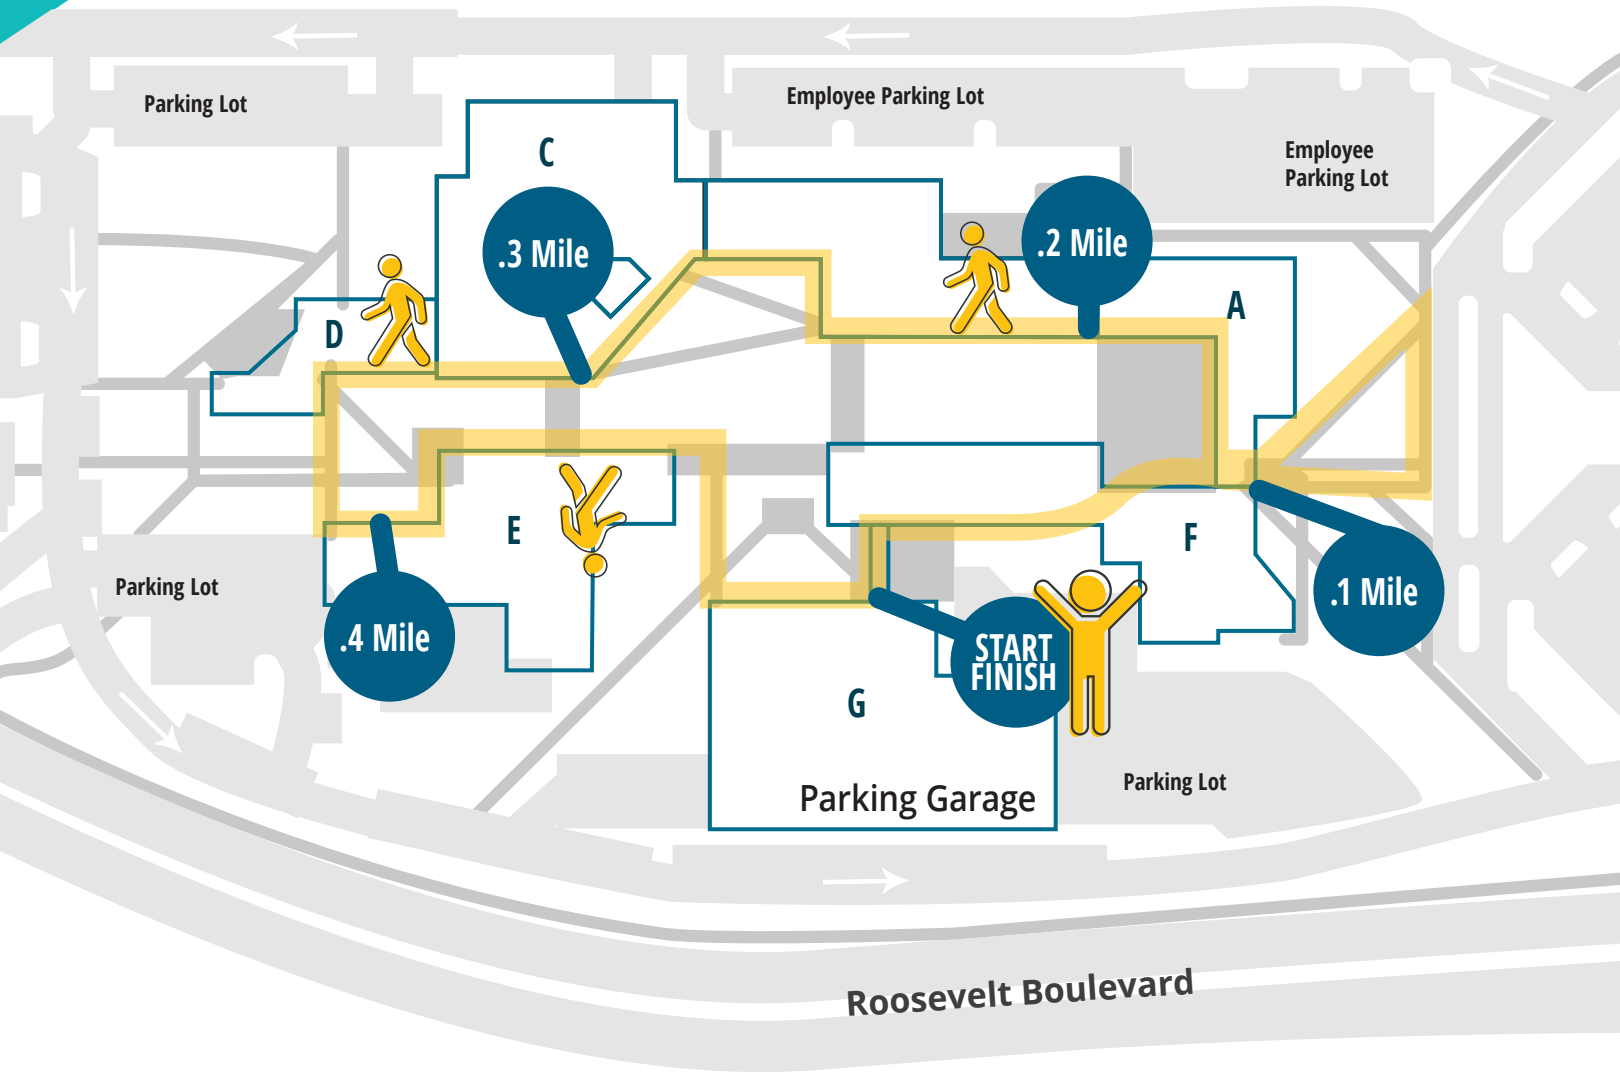 Parking Lot
Employee Parking Lot
Employee
Parking Lot
C
.3 Mile
.2 Mile
A
D
E
F
Parking Lot
.4 Mile
.1 Mile
START
FINISH
G
Parking Garage
Parking Lot
Roosevelt Boulevard